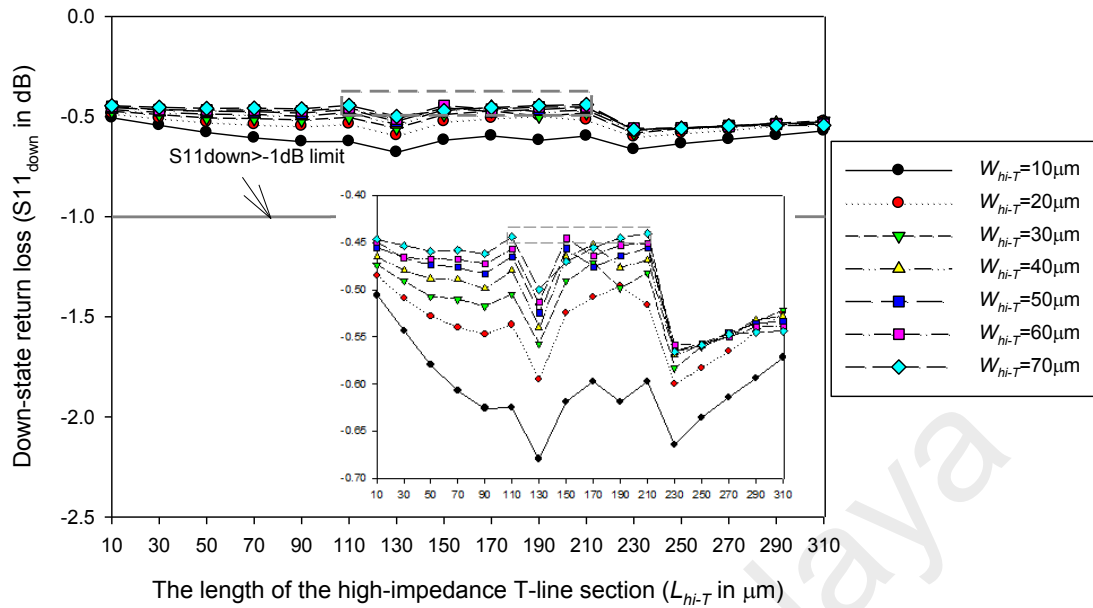 Down-state return loss (S11down in dB)
0.0
-0.5
-1.0
-1.5
-2.0
-2.5
S11down>-1dB limit
-0.40
-0.45
-0.50
-0.55
-0.60
-0.65
-0.70
10 30 50 70 90 110 130 150 170 190 210 230 250 270 290 310
10 30 50 70 90 110 130 150 170 190 210 230 250 270 290 310
The length of the high-impedance T-line section (Lhi-T in μm)
Whi-T=10μm
Whi-T=20μm
Whi-T=30μm
Whi-T=40μm
Whi-T=50μm
Whi-T=60μm
Whi-T=70μm